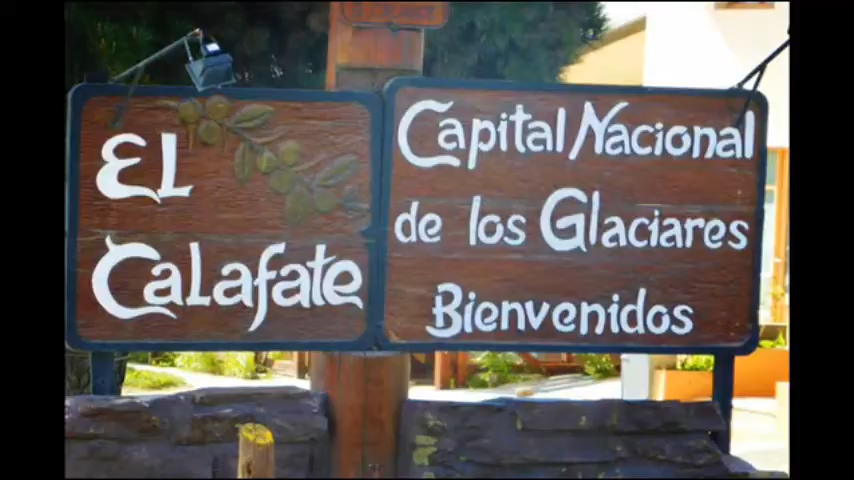 El
Calafate
Capital Nacional
de los Glaciares
Bienvenidos